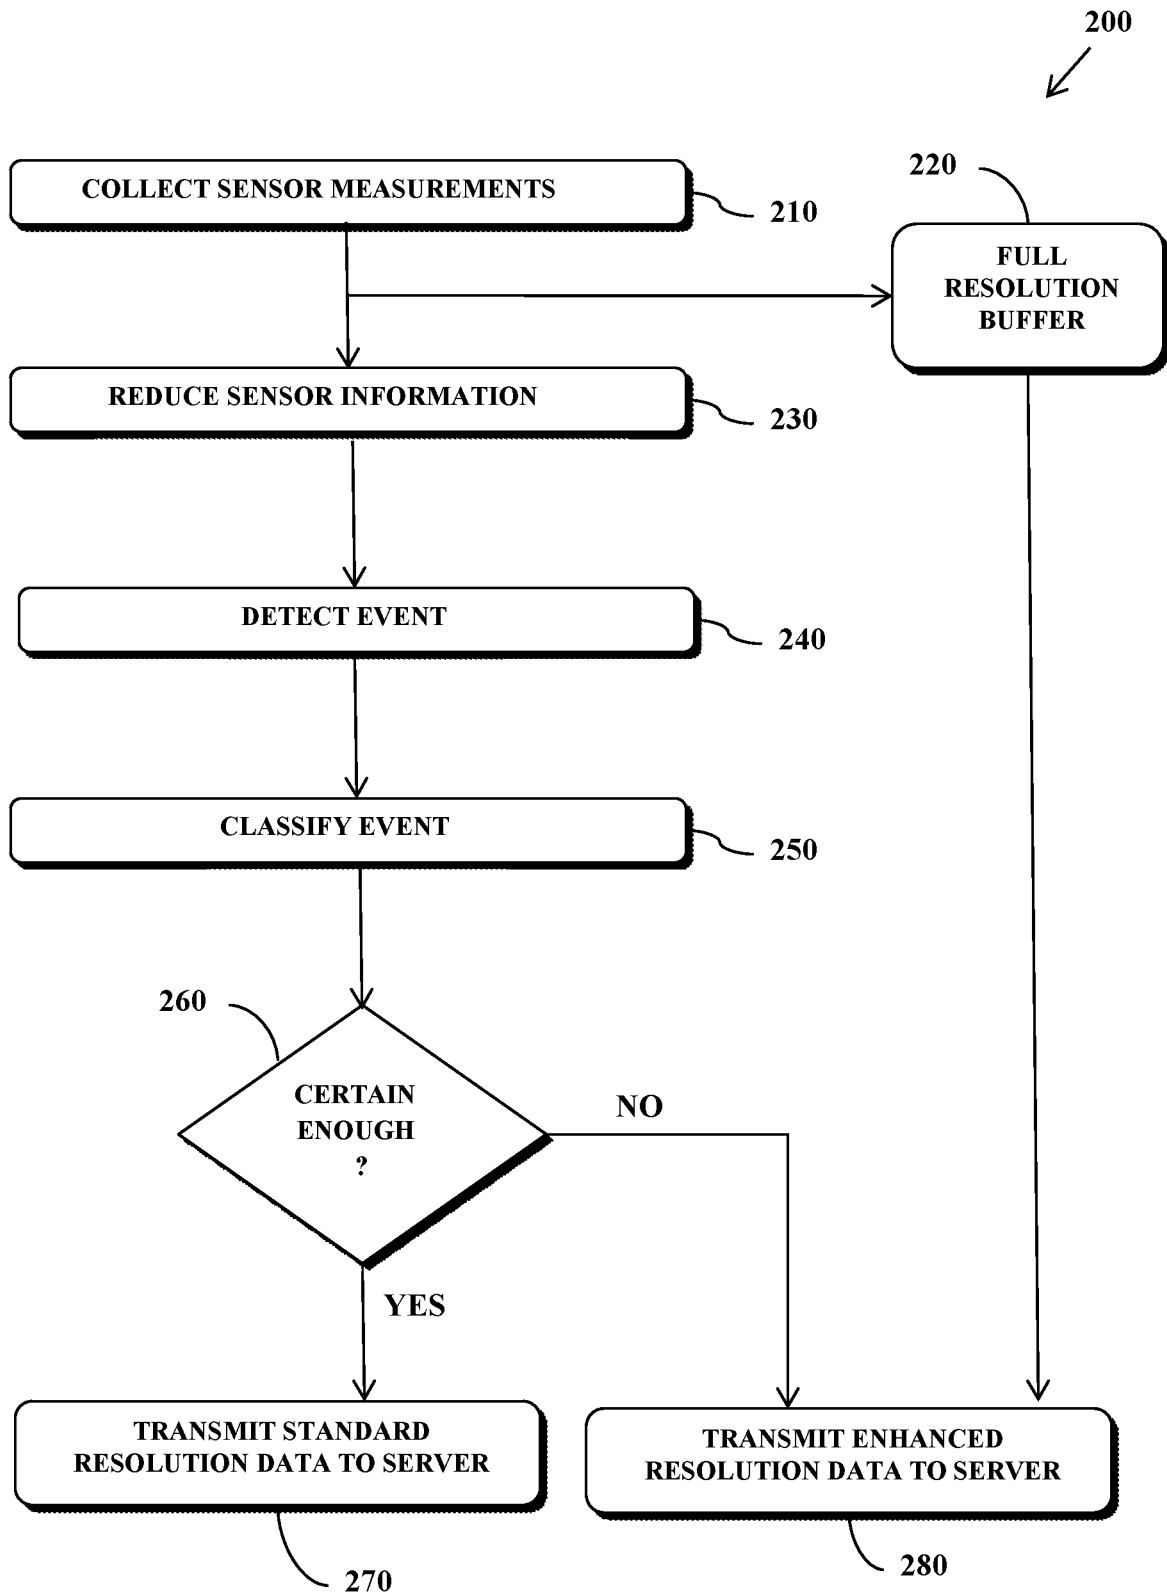 200
COLLECT SENSOR MEASUREMENTS
210
220
FULL
RESOLUTION
BUFFER
REDUCE SENSOR INFORMATION
230
DETECT EVENT
240
CLASSIFY EVENT
250
260
CERTAIN
ENOUGH
?
NO
YES
TRANSMIT STANDARD
RESOLUTION DATA TO SERVER
270
TRANSMIT ENHANCED
RESOLUTION DATA TO SERVER
280